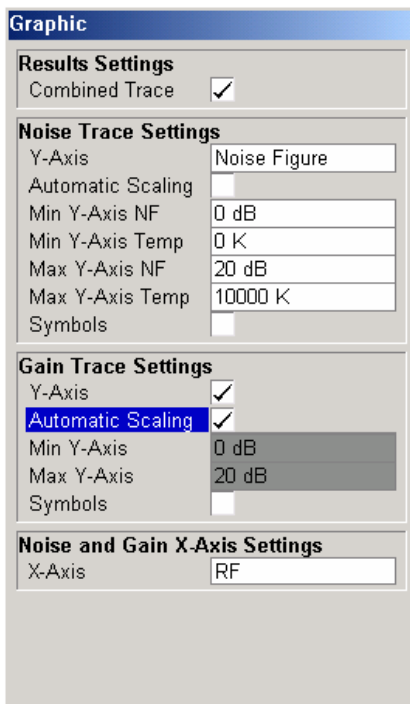 Graphic
Results Settings
Combined Trace
Noise Trace Settings
Y-Axis Noise Figure
Automatic Scaling
Min Y-Axis NF 0 dB
Min Y-Axis Temp 0 K
Max Y-Axis NF 20 dB
Max Y-Axis Temp 10000 K
Symbols
Gain Trace Settings
Y-Axis
Automatic Scaling
Min Y-Axis 0 dB
Max Y-Axis 20 dB
Symbols
Noise and Gain X-Axis Settings
X-Axis RF